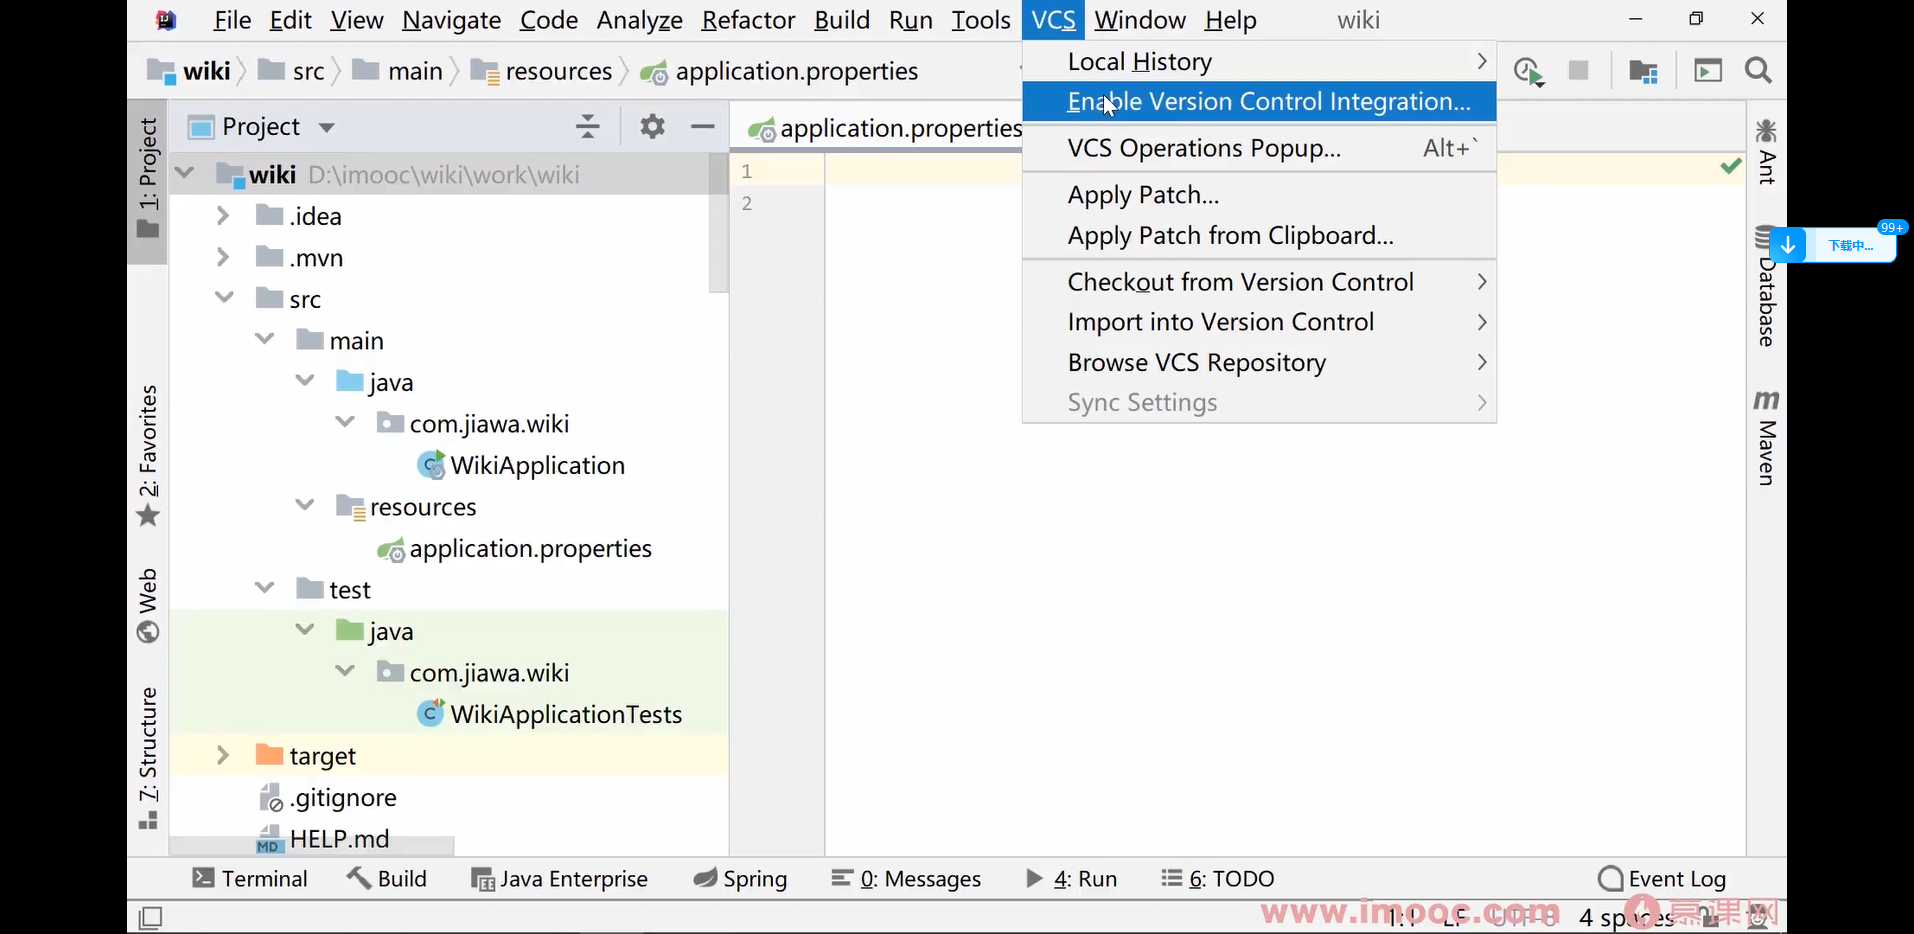 File Edit View Navigate Code Analyze Refactor Build Run Tools VCS Window Help wiki
wiki src main resources application.properties
Local History
Enable Version Control Integration...
VCS Operations Popup... Alt+`
Apply Patch...
Apply Patch from Clipboard...
Checkout from Version Control
Import into Version Control
Browse VCS Repository
Sync Settings
1: Project
2: Favorites
Web
7: Structure
Project
wiki D:\imooc\wiki\work\wiki
.idea
.mvn
src
main
java
com.jiawa.wiki
WikiApplication
resources
application.properties
test
java
com.jiawa.wiki
WikiApplicationTests
target
.gitignore
MD HELP.md
application.properties
1
2
Ant
Database
m Maven
99+
下载中...
Terminal Build Java Enterprise Spring 0: Messages 4: Run 6: TODO Event Log
1:1 LF UTF-8 4 spaces
www.imooc.com 慕课网